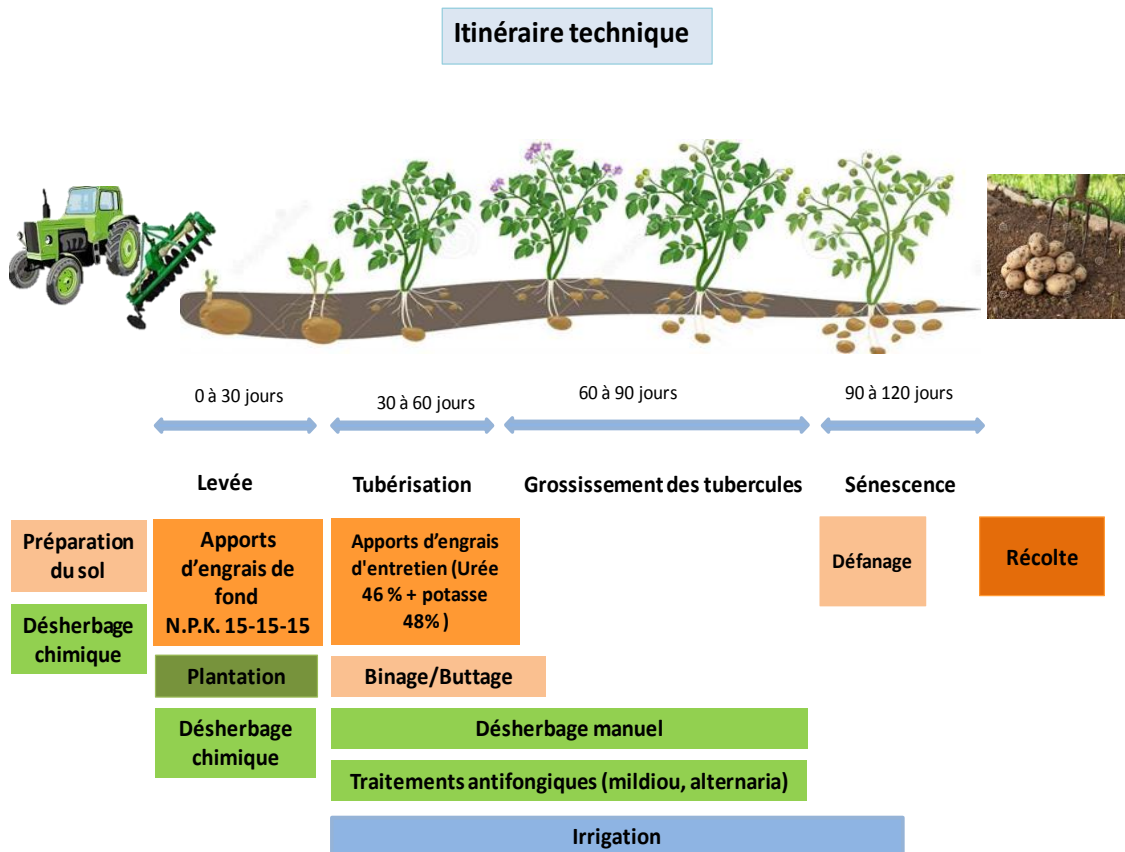 Itinéraire technique
0 à 30 jours
30 à 60 jours
60 à 90 jours
90 à 120 jours
Levée
Tubérisation
Grossissement des tubercules
Sénescence
Préparation
du sol
Désherbage
chimique
Apports
d’engrais de
fond
N.P.K. 15-15-15
Plantation
Désherbage
chimique
Apports d’engrais
d'entretien (Urée
46 % + potasse
48% )
Binage/Buttage
Désherbage manuel
Traitements antifongiques (mildiou, alternaria)
Irrigation
Défanage
Récolte